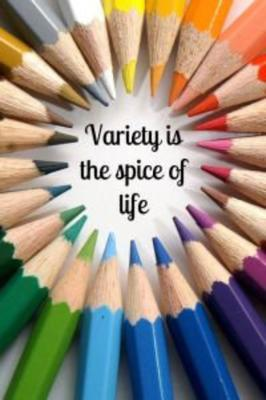 Variety is
the spice of
life